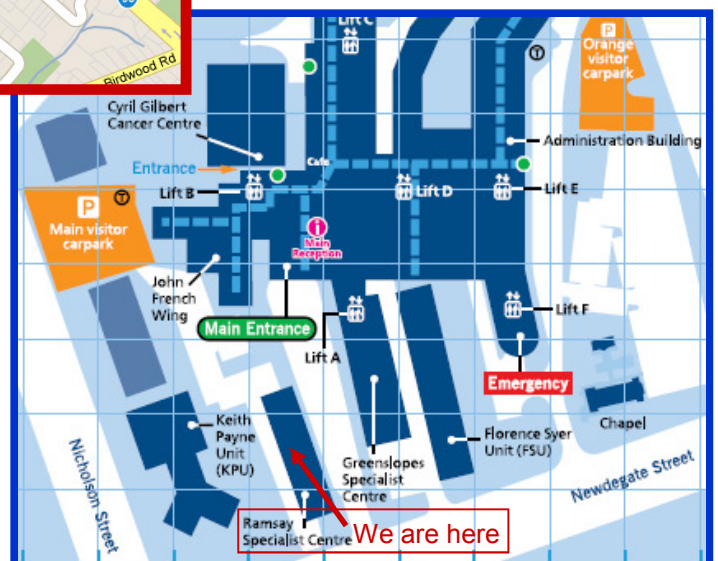 Birdwood Rd
Lift C
P
Orange
visitor
carpark
T
Cyril Gilbert
Cancer Centre
Administration Building
Cafe
Entrance
Lift B
Lift D
Lift E
P
T
Main visitor
carpark
i
Main
Reception
John
French
Wing
Main Entrance
Lift F
Lift A
Emergency
Chapel
Keith
Payne
Unit
(KPU)
Florence Syer
Unit (FSU)
Greenslopes
Specialist
Centre
Nicholson Street
Newdegate Street
Ramsay
Specialist Centre
We are here